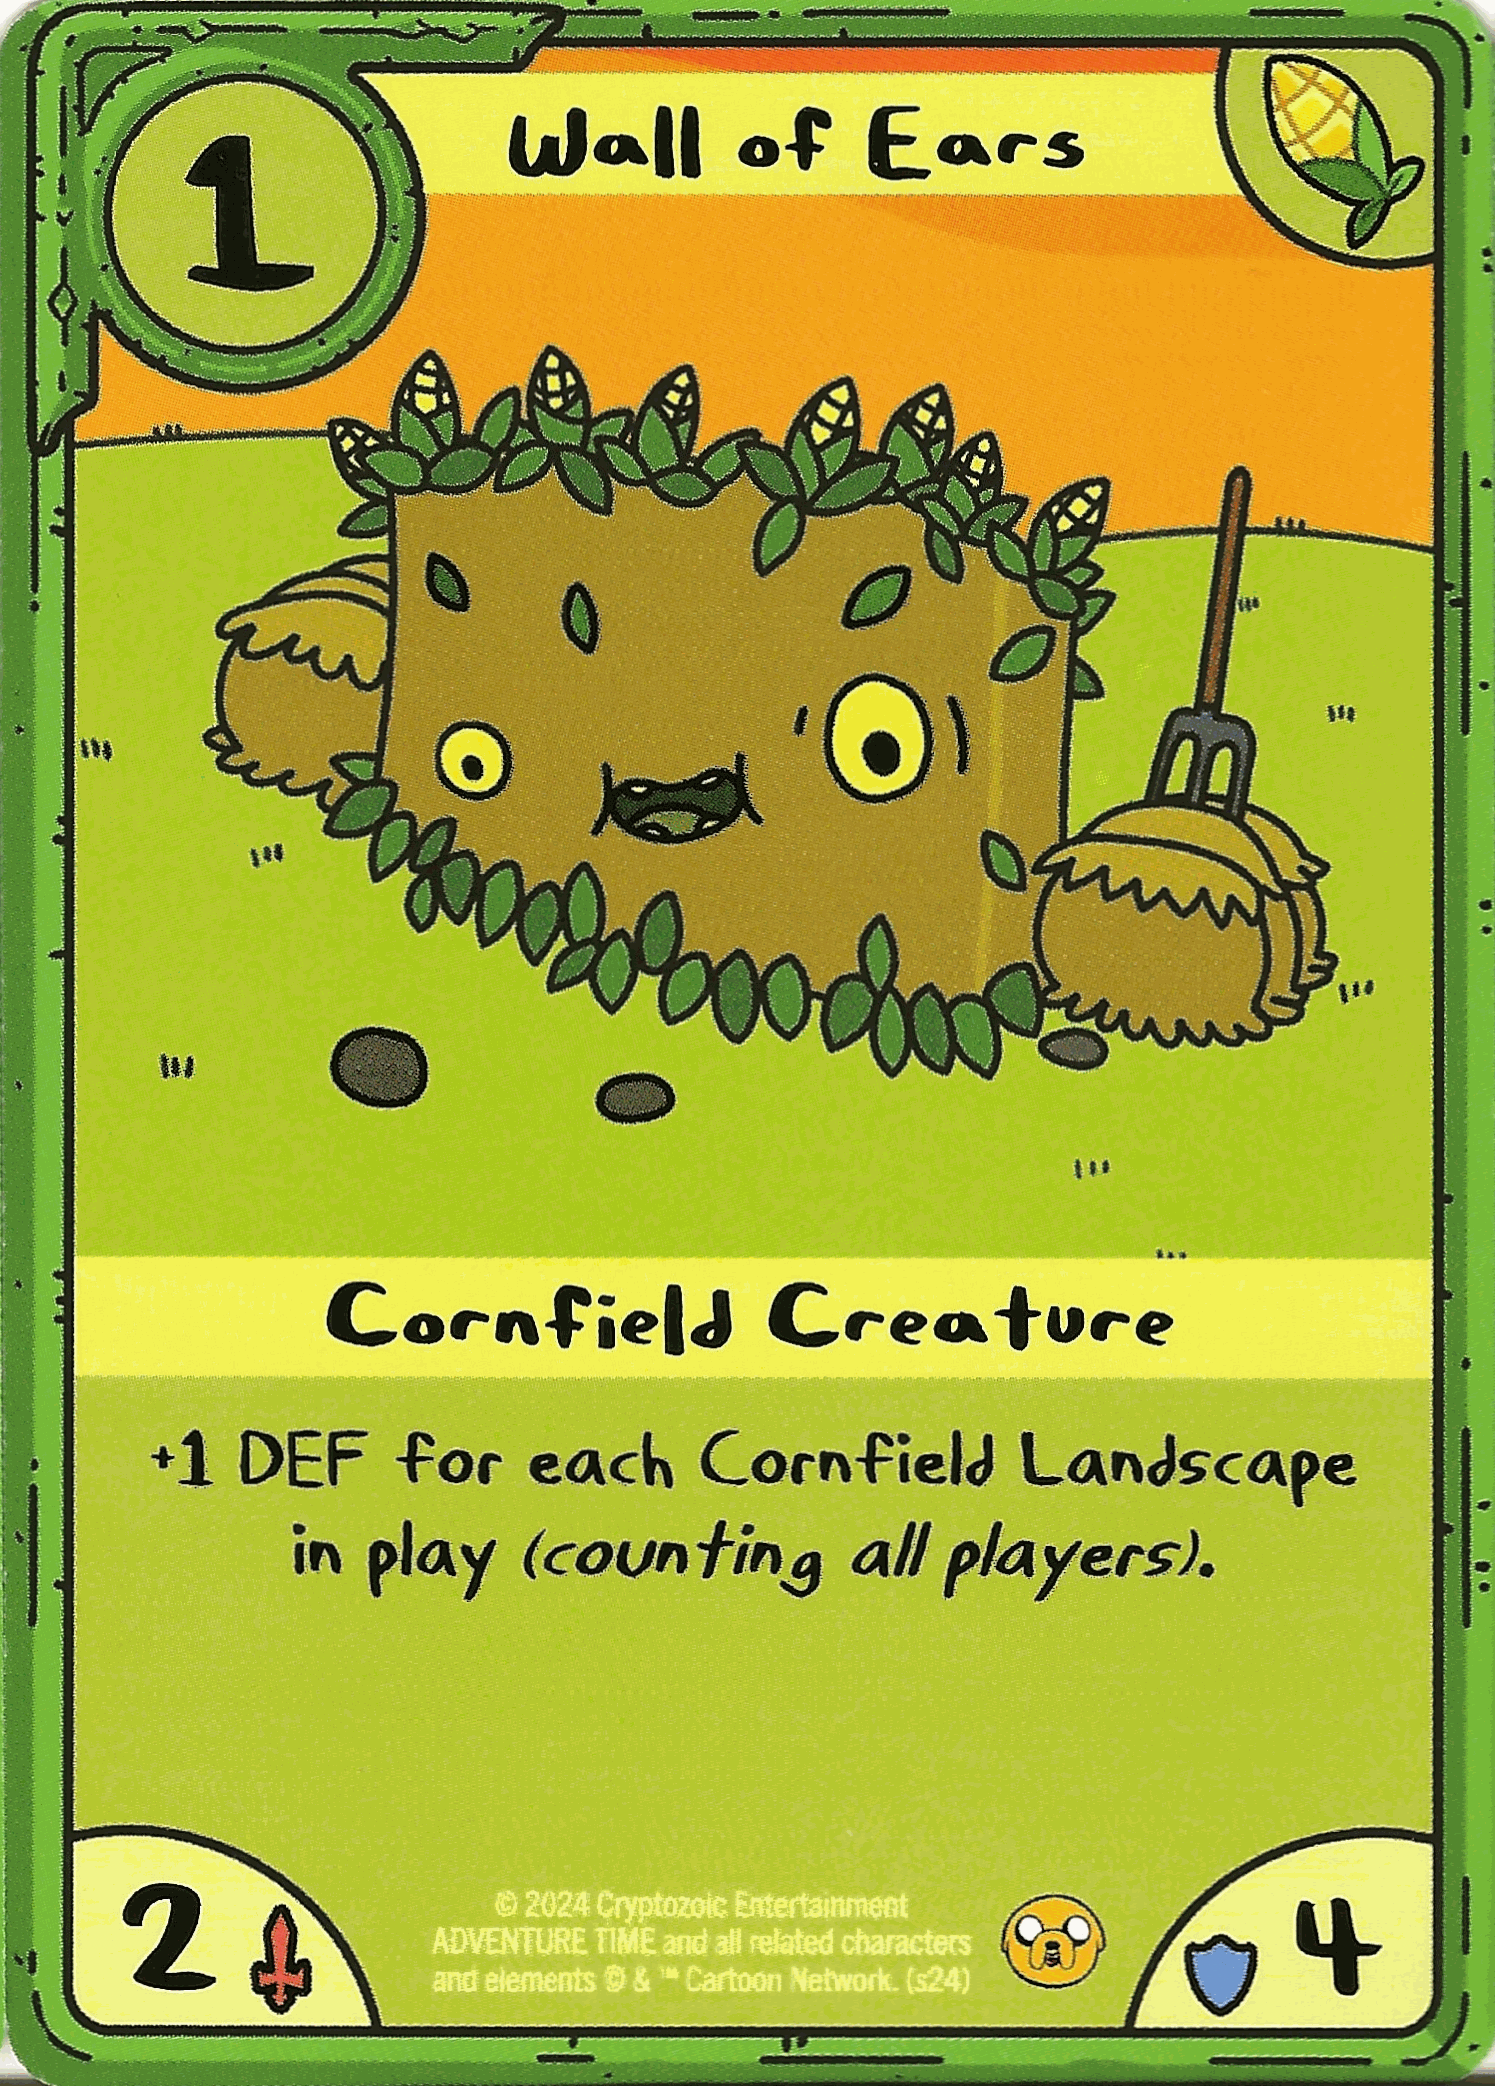 1
Wall of Ears
Cornfield Creature
+1 DEF for each Cornfield Landscape
in play (counting all players).
2
© 2024 Cryptozoic Entertainment
ADVENTURE TIME and all related characters
and elements © & ™ Cartoon Network. (s24)
4